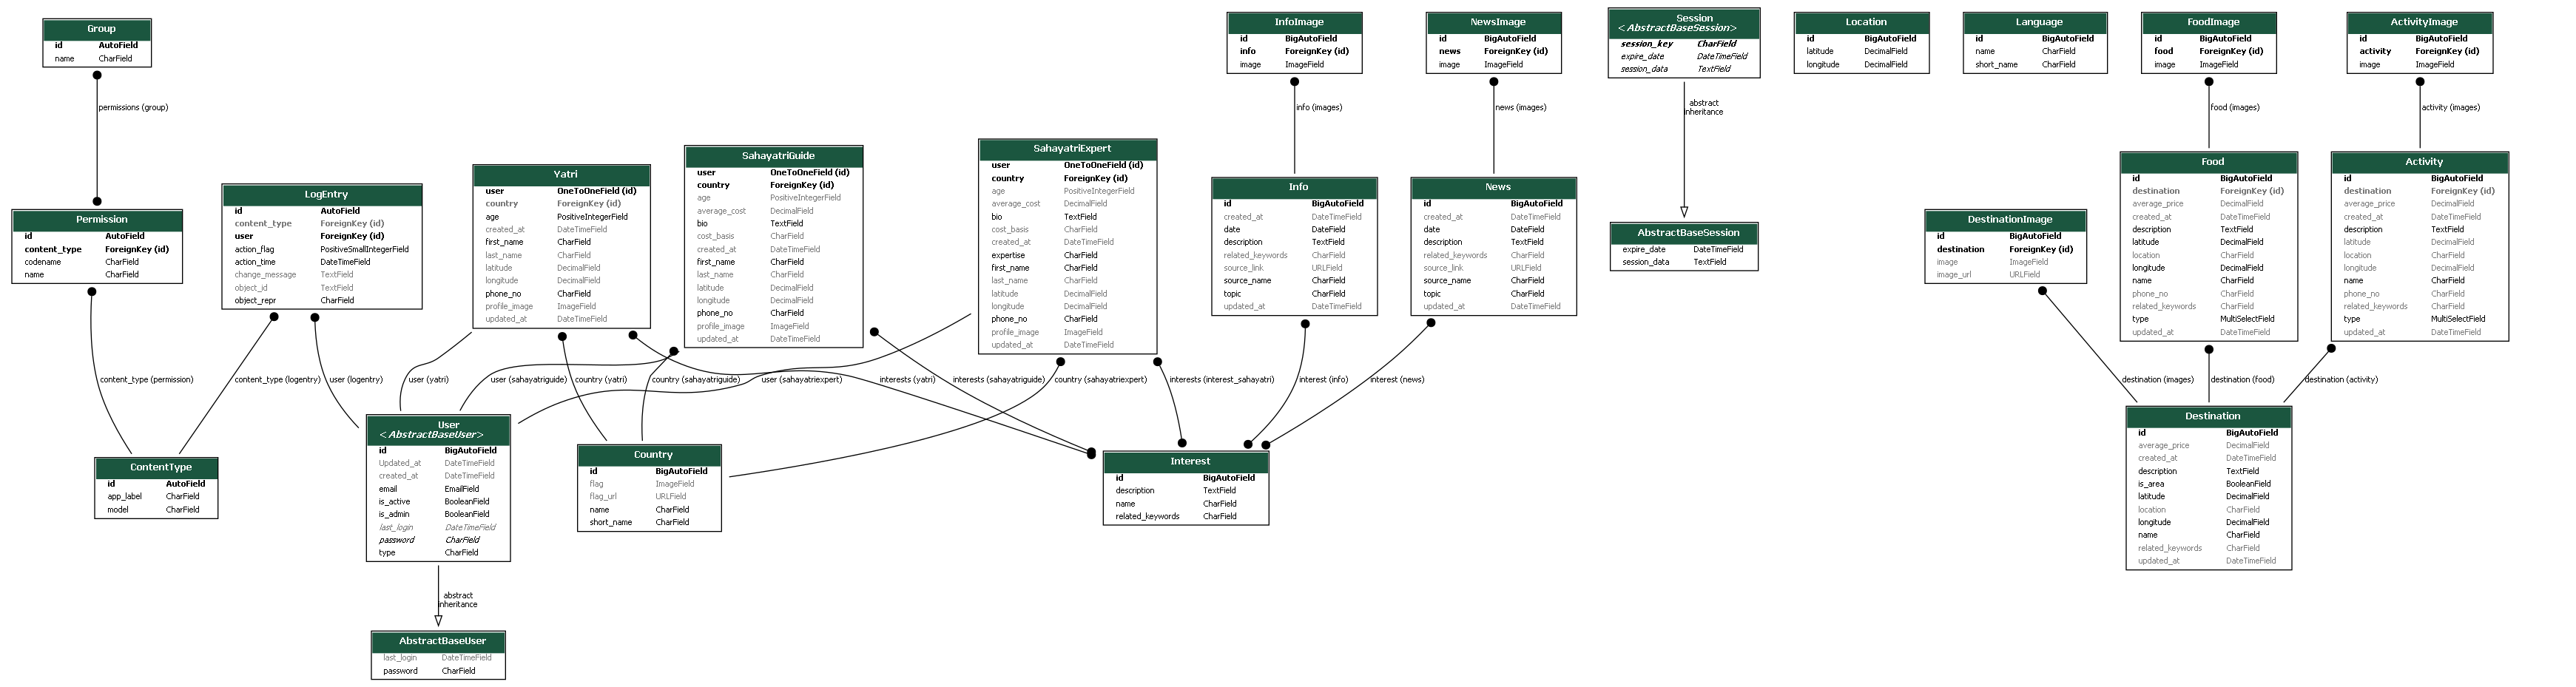 Group
id AutoField
name CharField
permissions (group)
Permission
id AutoField
content_type ForeignKey (id)
codename CharField
name CharField
content_type (permission)
LogEntry
id AutoField
content_type ForeignKey (id)
user ForeignKey (id)
action_flag PositiveSmallIntegerField
action_time DateTimeField
change_message TextField
object_id TextField
object_repr CharField
content_type (logentry)
user (logentry)
ContentType
id AutoField
app_label CharField
model CharField
Yatri
user OneToOneField (id)
country ForeignKey (id)
age PositiveIntegerField
created_at DateTimeField
first_name CharField
last_name CharField
latitude DecimalField
longitude DecimalField
phone_no CharField
profile_image ImageField
updated_at DateTimeField
user (yatri)
country (yatri)
interests (yatri)
SahayatriGuide
user OneToOneField (id)
country ForeignKey (id)
age PositiveIntegerField
average_cost DecimalField
bio TextField
cost_basis CharField
created_at DateTimeField
first_name CharField
last_name CharField
latitude DecimalField
longitude DecimalField
phone_no CharField
profile_image ImageField
updated_at DateTimeField
user (sahayatriguide)
country (sahayatriguide)
interests (sahayatriguide)
SahayatriExpert
user OneToOneField (id)
country ForeignKey (id)
age PositiveIntegerField
average_cost DecimalField
bio TextField
cost_basis CharField
created_at DateTimeField
expertise CharField
first_name CharField
last_name CharField
latitude DecimalField
longitude DecimalField
phone_no CharField
profile_image ImageField
updated_at DateTimeField
user (sahayatriexpert)
country (sahayatriexpert)
interests (interest_sahayatri)
User
<AbstractBaseUser>
id BigAutoField
Updated_at DateTimeField
created_at DateTimeField
email EmailField
is_active BooleanField
is_admin BooleanField
last_login DateTimeField
password CharField
type CharField
abstract
inheritance
AbstractBaseUser
last_login DateTimeField
password CharField
Country
id BigAutoField
flag ImageField
flag_url URLField
name CharField
short_name CharField
InfoImage
id BigAutoField
info ForeignKey (id)
image ImageField
info (images)
Info
id BigAutoField
created_at DateTimeField
date DateField
description TextField
related_keywords CharField
source_link URLField
source_name CharField
topic CharField
updated_at DateTimeField
interest (info)
NewsImage
id BigAutoField
news ForeignKey (id)
image ImageField
news (images)
News
id BigAutoField
created_at DateTimeField
date DateField
description TextField
related_keywords CharField
source_link URLField
source_name CharField
topic CharField
updated_at DateTimeField
interest (news)
Interest
id BigAutoField
description TextField
name CharField
related_keywords CharField
Session
<AbstractBaseSession>
session_key CharField
expire_date DateTimeField
session_data TextField
abstract
inheritance
AbstractBaseSession
expire_date DateTimeField
session_data TextField
Location
id BigAutoField
latitude DecimalField
longitude DecimalField
Language
id BigAutoField
name CharField
short_name CharField
DestinationImage
id BigAutoField
destination ForeignKey (id)
image ImageField
image_url URLField
destination (images)
FoodImage
id BigAutoField
food ForeignKey (id)
image ImageField
food (images)
Food
id BigAutoField
destination ForeignKey (id)
average_price DecimalField
created_at DateTimeField
description TextField
latitude DecimalField
location CharField
longitude DecimalField
name CharField
phone_no CharField
related_keywords CharField
type MultiSelectField
updated_at DateTimeField
destination (food)
ActivityImage
id BigAutoField
activity ForeignKey (id)
image ImageField
activity (images)
Activity
id BigAutoField
destination ForeignKey (id)
average_price DecimalField
created_at DateTimeField
description TextField
latitude DecimalField
location CharField
longitude DecimalField
name CharField
phone_no CharField
related_keywords CharField
type MultiSelectField
updated_at DateTimeField
destination (activity)
Destination
id BigAutoField
average_price DecimalField
created_at DateTimeField
description TextField
is_area BooleanField
latitude DecimalField
location CharField
longitude DecimalField
name CharField
related_keywords CharField
updated_at DateTimeField